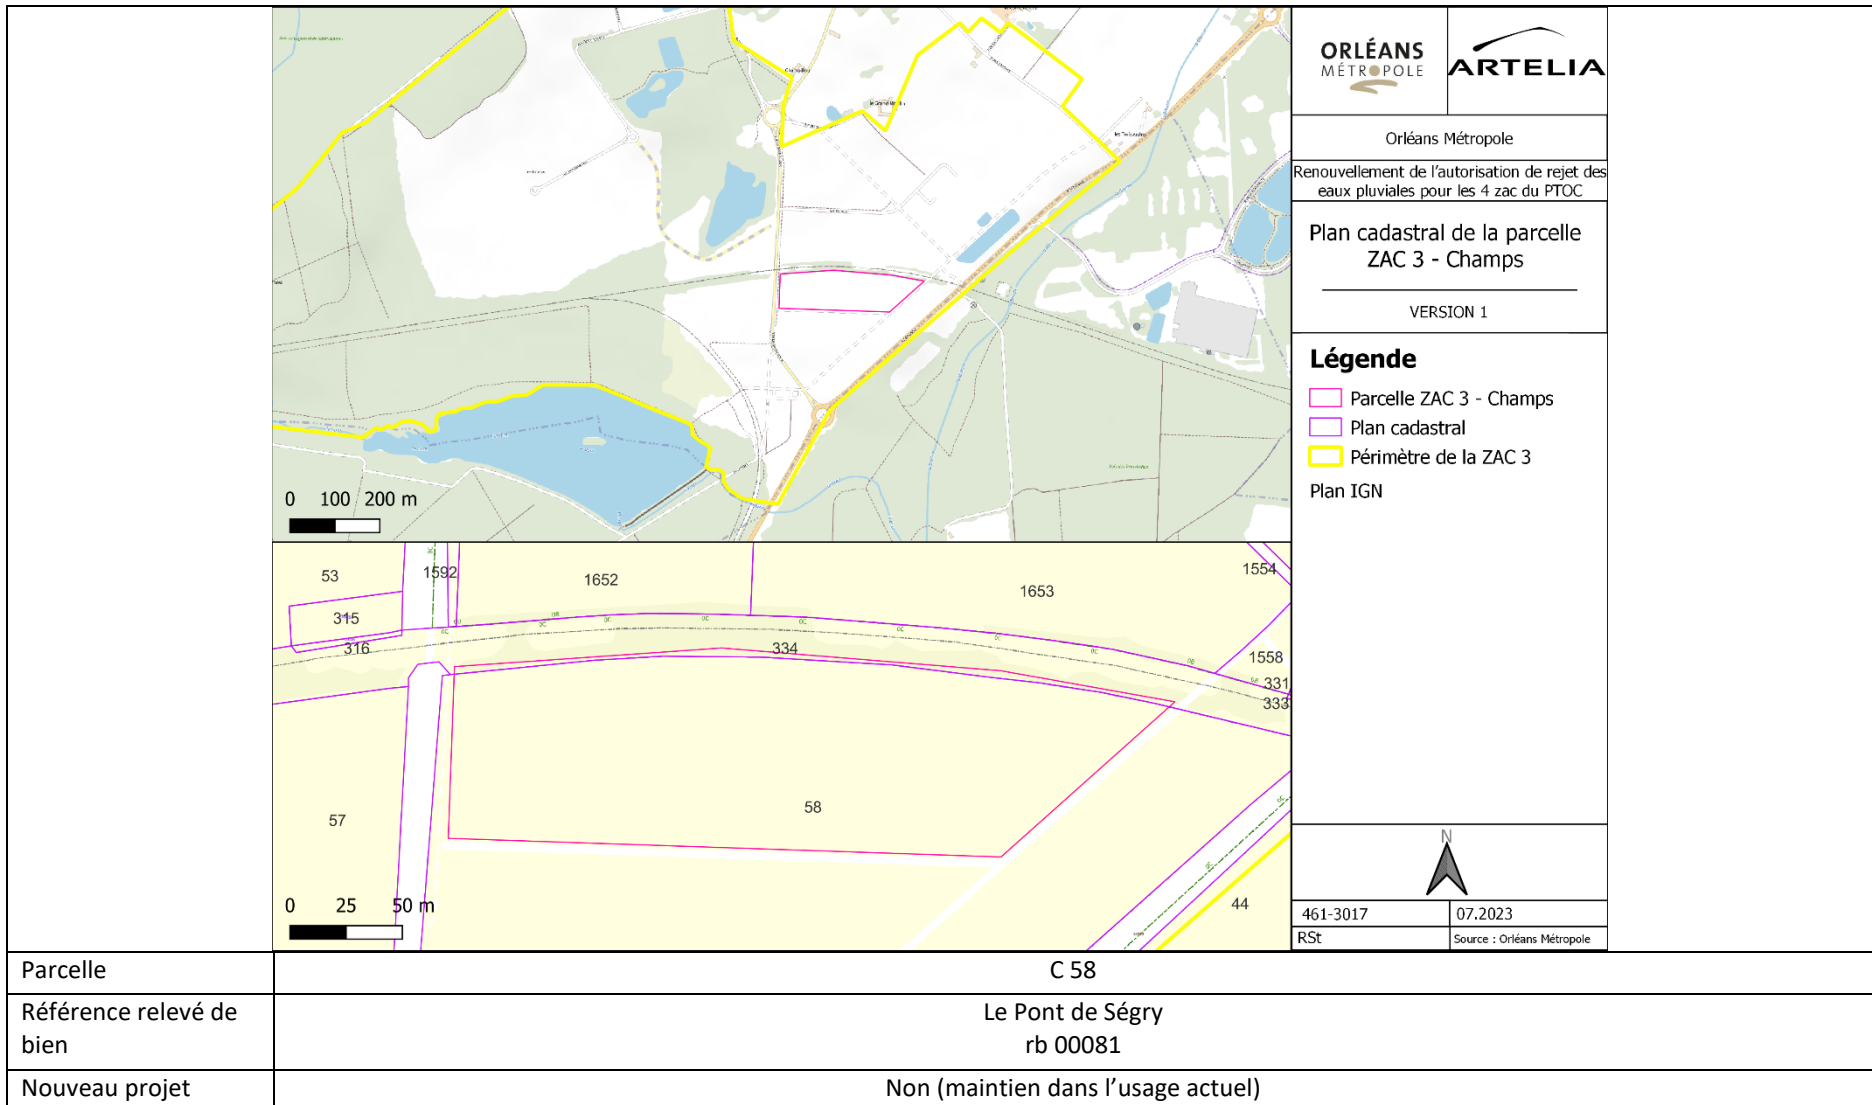 ORLÉANS
MÉTROPOLE
ARTELIA
Orléans Métropole
Renouvellement de l'autorisation de rejet des
eaux pluviales pour les 4 zac du PTOC
Plan cadastral de la parcelle
ZAC 3 - Champs
VERSION 1
Légende
Parcelle ZAC 3 - Champs
Plan cadastral
Périmètre de la ZAC 3
Plan IGN
0 100 200 m
53
1592
1652
1653
1554
315
316
334
1558
331
333
57
58
44
0 25 50 m
N
461-3017
07.2023
RSt
Source : Orléans Métropole
Parcelle
C 58
Référence relevé de
bien
Le Pont de Ségry
rb 00081
Nouveau projet
Non (maintien dans l'usage actuel)